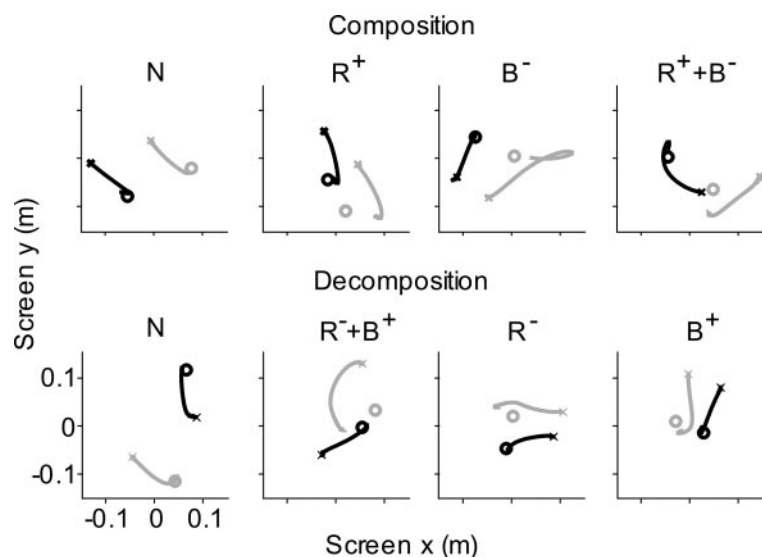 Composition
N R⁺ B⁻ R⁺+B⁻
Screen y (m)
Decomposition
N R⁻+B⁺ R⁻ B⁺
0.1
0
-0.1
-0.1 0 0.1
Screen x (m)